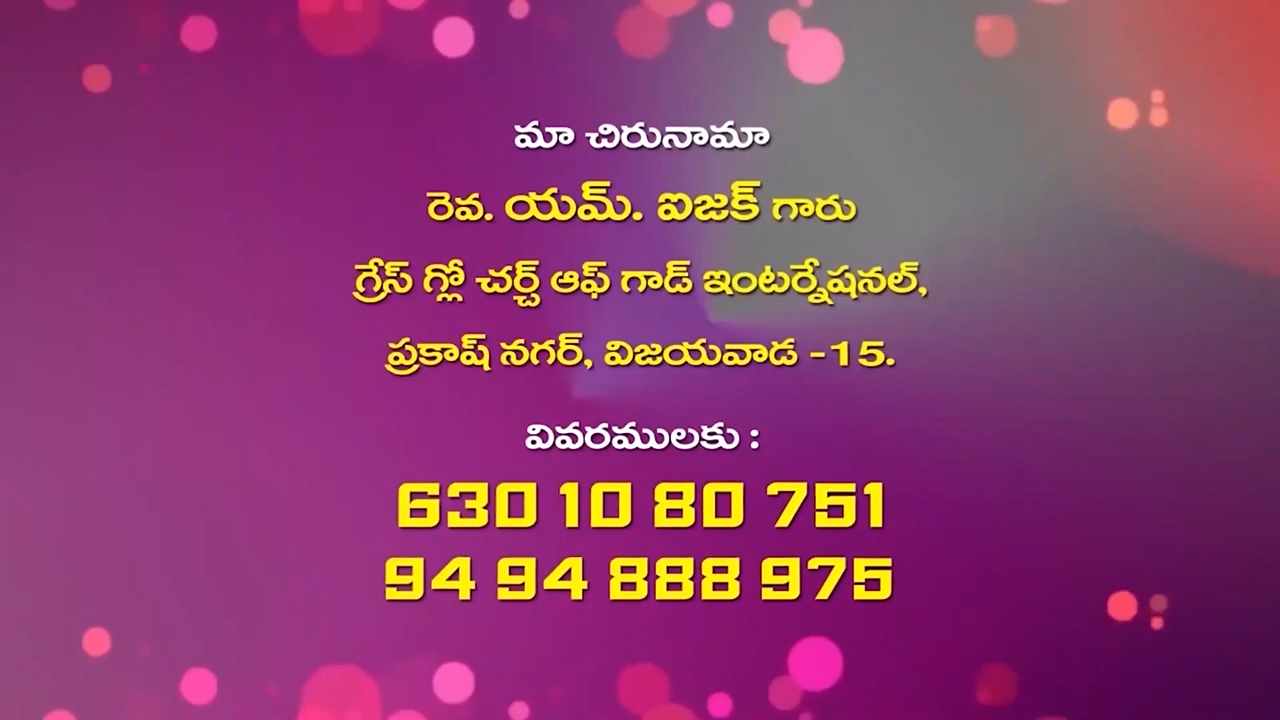 మా చిరునామా
రెవ. యమ్. ఐజక్ గారు
గ్రేస్ గ్లో చర్చ్ ఆఫ్ గాడ్ ఇంటర్నేషనల్,
ప్రకాష్ నగర్, విజయవాడ -15.
వివరములకు :
630 10 80 751
94 94 888 975